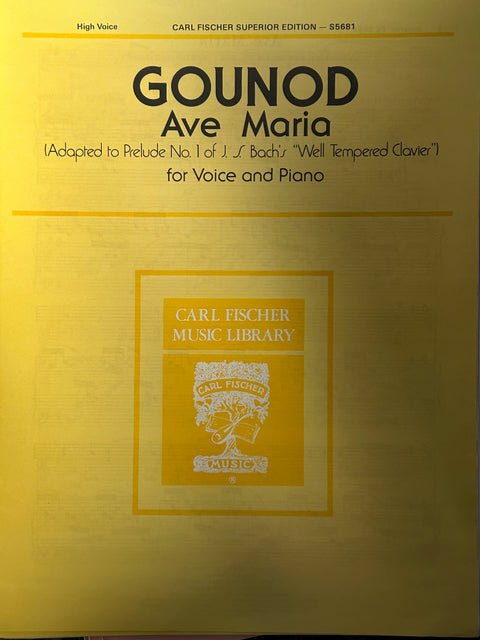 High Voice CARL FISCHER SUPERIOR EDITION — S5681
GOUNOD
Ave Maria
(Adapted to Prelude No. 1 of J. S. Bach's "Well Tempered Clavier")
for Voice and Piano
CARL FISCHER
MUSIC LIBRARY
CARL FISCHER
MUSIC
®